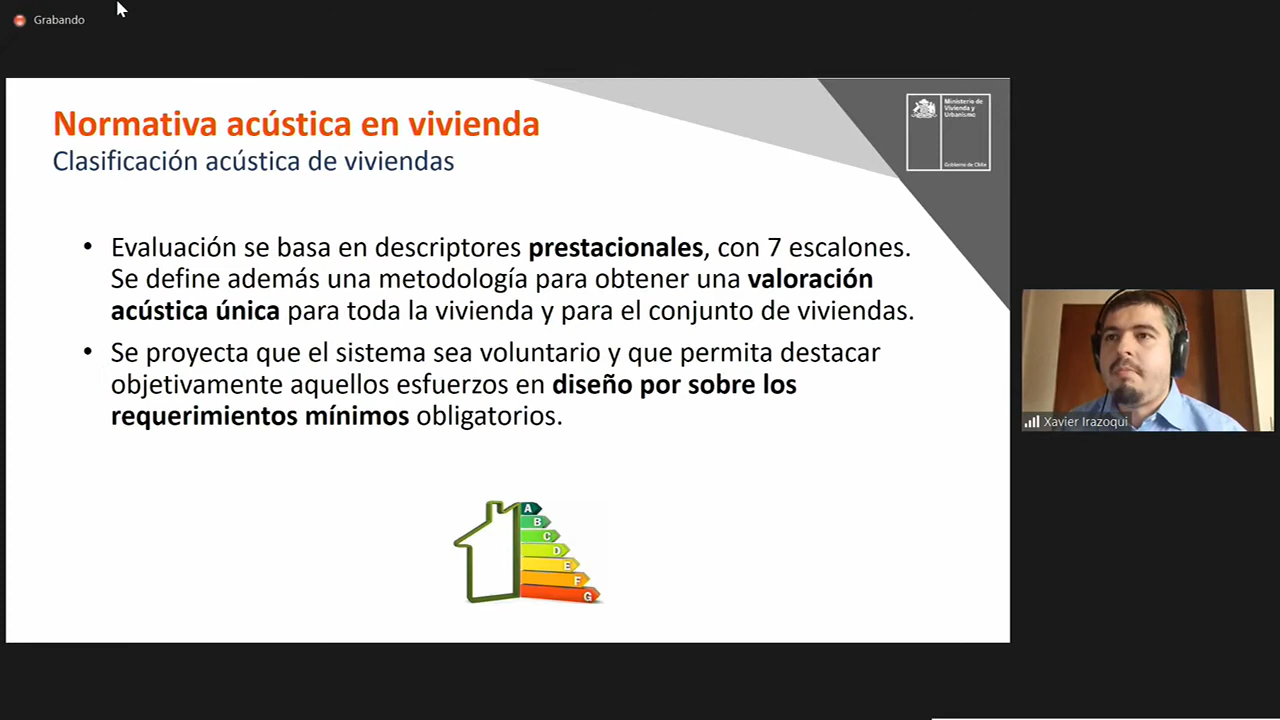 Grabando
Normativa acústica en vivienda
Clasificación acústica de viviendas
Ministerio de
Vivienda y
Urbanismo
Gobierno de Chile
• Evaluación se basa en descriptores prestacionales, con 7 escalones.
Se define además una metodología para obtener una valoración
acústica única para toda la vivienda y para el conjunto de viviendas.
• Se proyecta que el sistema sea voluntario y que permita destacar
objetivamente aquellos esfuerzos en diseño por sobre los
requerimientos mínimos obligatorios.
A
B
C
D
E
F
G
Xavier Irazoqui